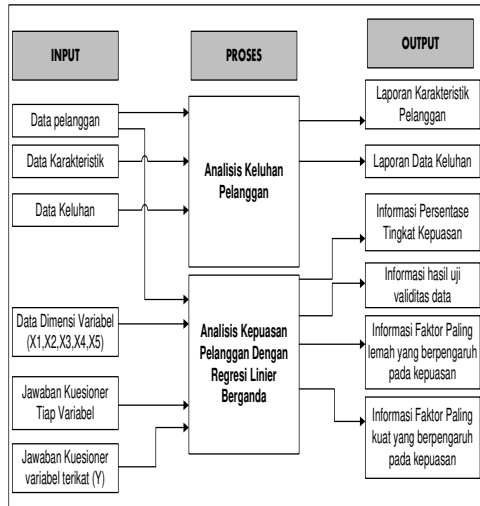 INPUT
PROSES
OUTPUT
Data pelanggan
Data Karakteristik
Data Keluhan
Data Dimensi Variabel
(X1,X2,X3,X4,X5)
Jawaban Kuesioner
Tiap Variabel
Jawaban Kuesioner
variabel terikat (Y)
Analisis Keluhan
Pelanggan
Analisis Kepuasan
Pelanggan Dengan
Regresi Linier
Berganda
Laporan Karakteristik
Pelanggan
Laporan Data Keluhan
Informasi Persentase
Tingkat Kepuasan
Informasi hasil uji
validitas data
Informasi Faktor Paling
lemah yang berpengaruh
pada kepuasan
Informasi Faktor Paling
kuat yang berpengaruh
pada kepuasan